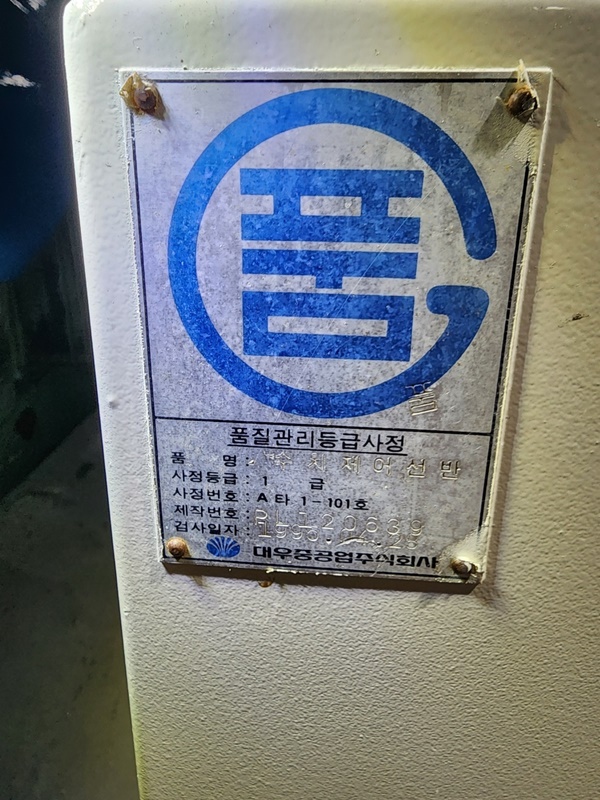 품
품
품질관리등급사정
품 명: 수치제어선반
사정등급: 1 급
사정번호: A 타 1-101호
제작번호:
검사일자:
대우중공업주식회사